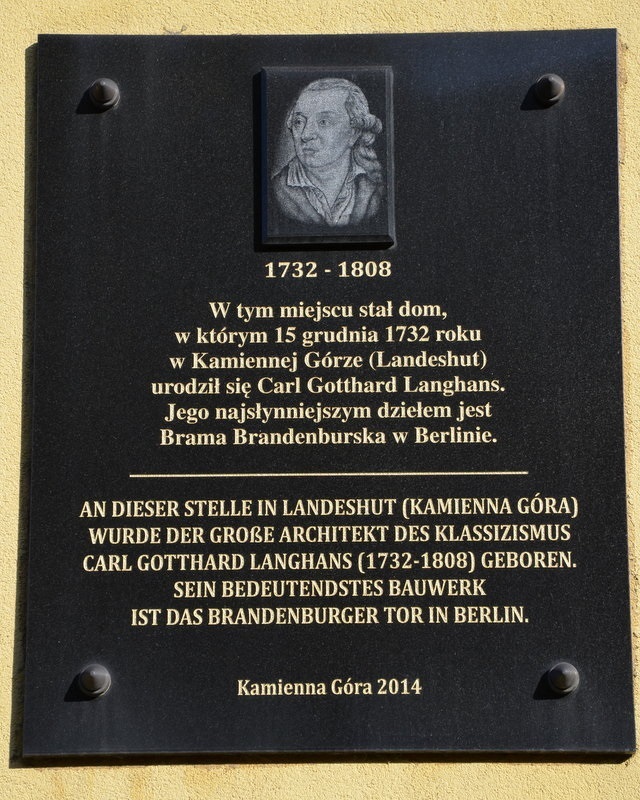 1732 - 1808
W tym miejscu stał dom,
w którym 15 grudnia 1732 roku
w Kamiennej Górze (Landeshut)
urodził się Carl Gotthard Langhans.
Jego najsłynniejszym dziełem jest
Brama Brandenburska w Berlinie.
AN DIESER STELLE IN LANDESHUT (KAMIENNA GÓRA)
WURDE DER GROßE ARCHITEKT DES KLASSIZISMUS
CARL GOTTHARD LANGHANS (1732-1808) GEBOREN.
SEIN BEDEUTENDSTES BAUWERK
IST DAS BRANDENBURGER TOR IN BERLIN.
Kamienna Góra 2014